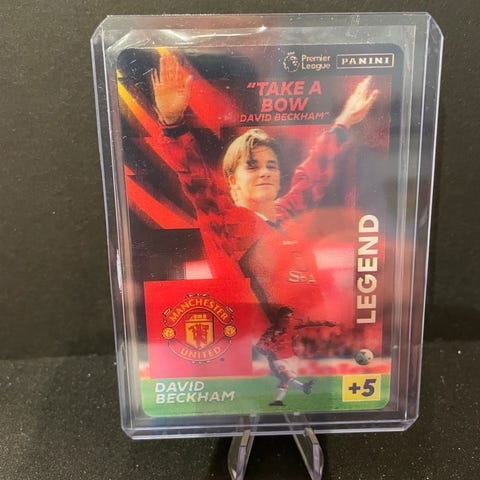 Premier
League
PANINI
“TAKE A
BOW
DAVID BECKHAM”
LEGEND
MANCHESTER
UNITED
DAVID
BECKHAM
+5